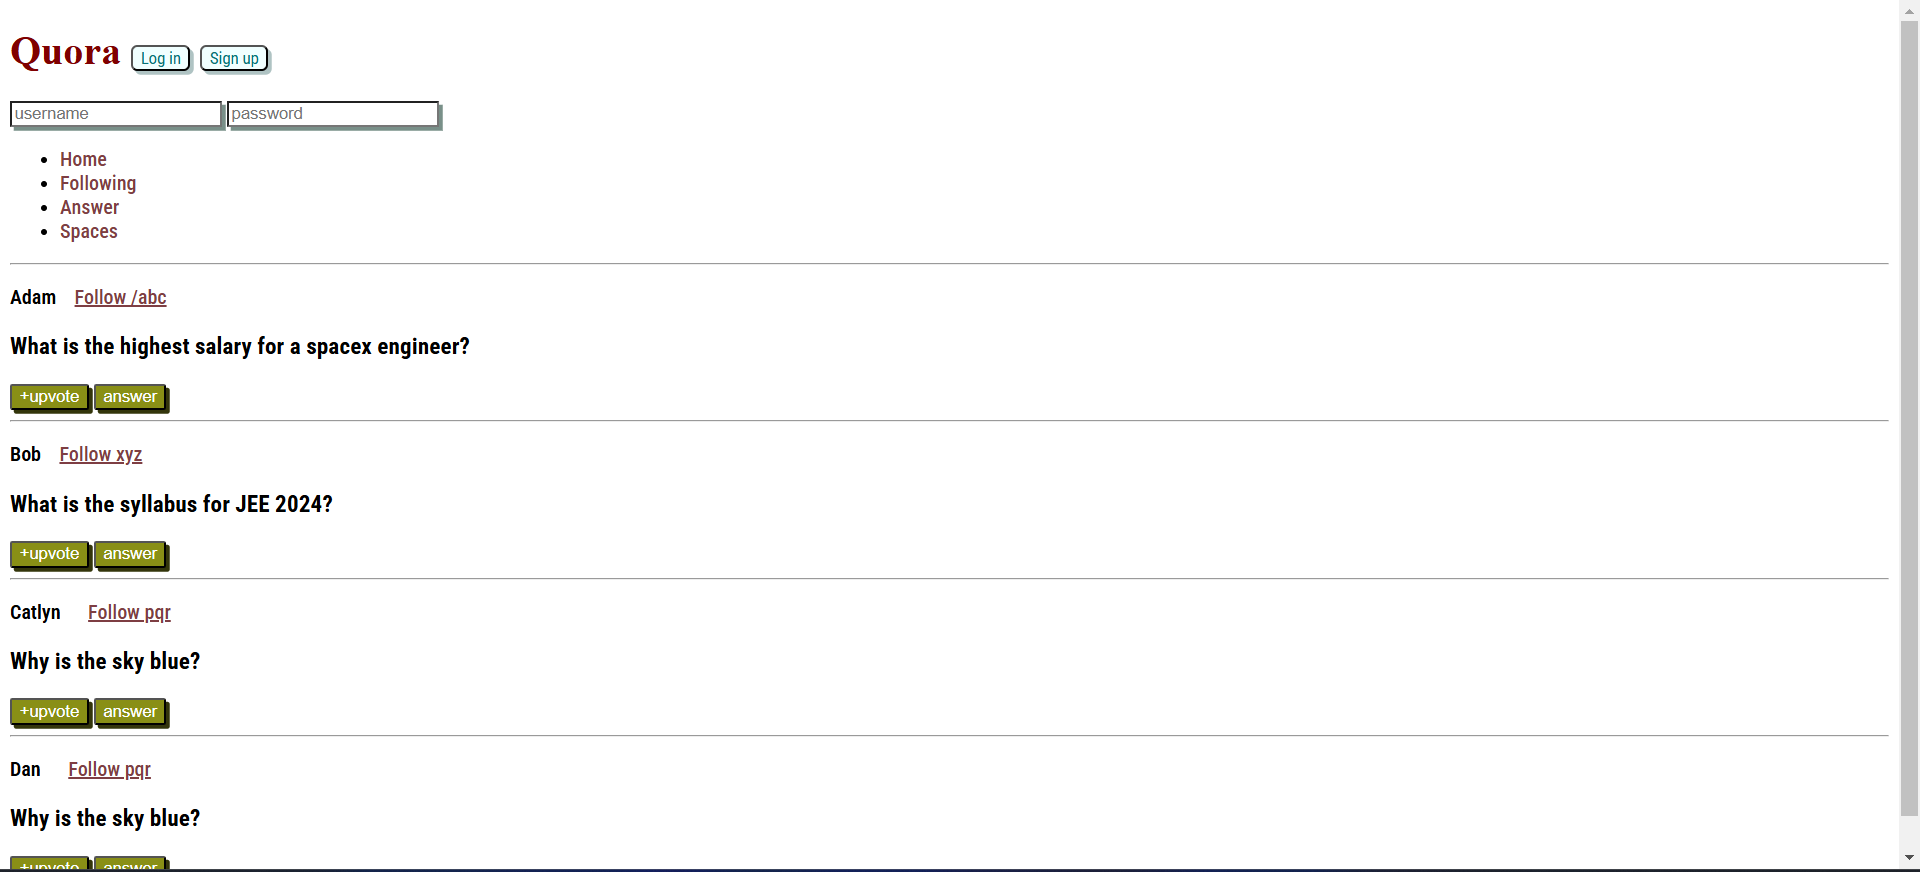 Quora Log in Sign up
username password
Home
Following
Answer
Spaces
Adam Follow /abc
What is the highest salary for a spacex engineer?
+upvote answer
Bob Follow xyz
What is the syllabus for JEE 2024?
+upvote answer
Catlyn Follow pqr
Why is the sky blue?
+upvote answer
Dan Follow pqr
Why is the sky blue?
+upvote answer